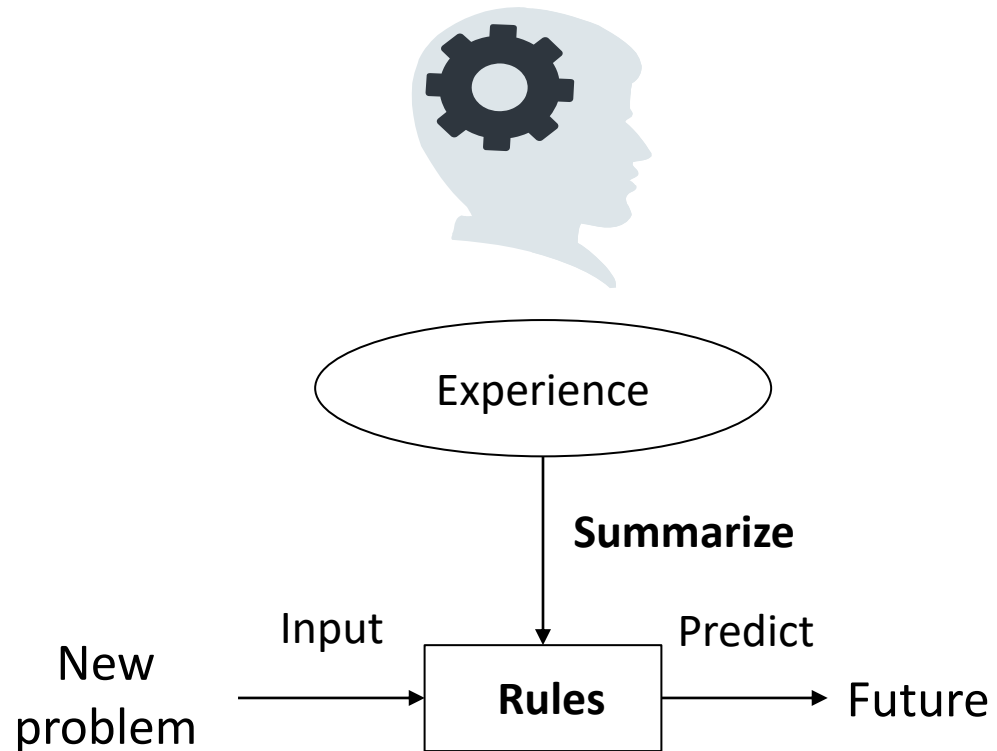 Experience
Summarize
Input
Predict
New
problem
Rules
Future